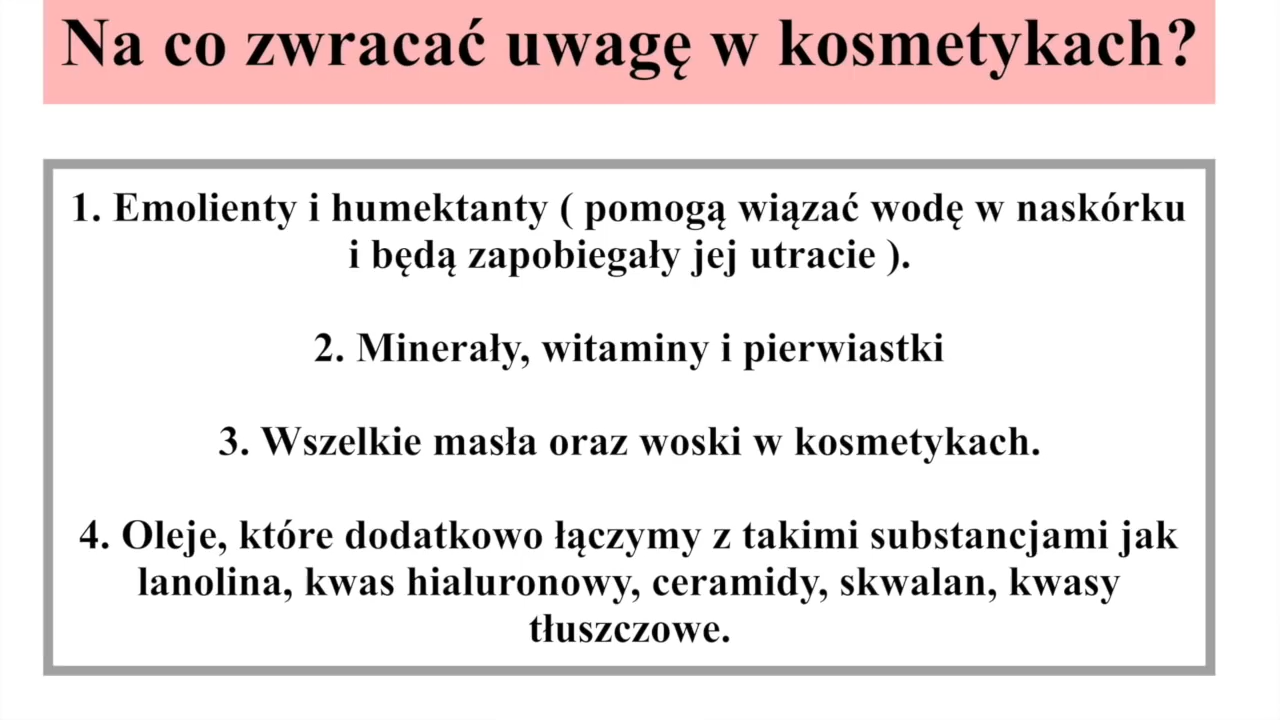 Na co zwracać uwagę w kosmetykach?
1. Emolienty i humektanty ( pomogą wiązać wodę w naskórku
i będą zapobiegały jej utracie ).
2. Minerały, witaminy i pierwiastki
3. Wszelkie masła oraz woski w kosmetykach.
4. Oleje, które dodatkowo łączymy z takimi substancjami jak
lanolina, kwas hialuronowy, ceramidy, skwalan, kwasy
tłuszczowe.